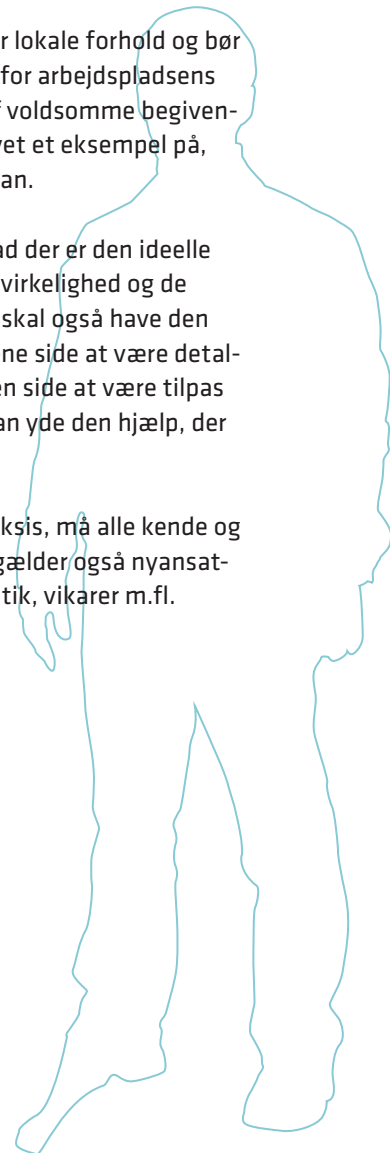 r lokale forhold og bør
for arbejdspladsens
f voldsomme begiven-
vet et eksempel på,
an.
ad der er den ideelle
virkelighed og de
skal også have den
ne side at være detal-
en side at være tilpas
an yde den hjælp, der
ksis, må alle kende og
gælder også nyansat-
tik, vikarer m.fl.